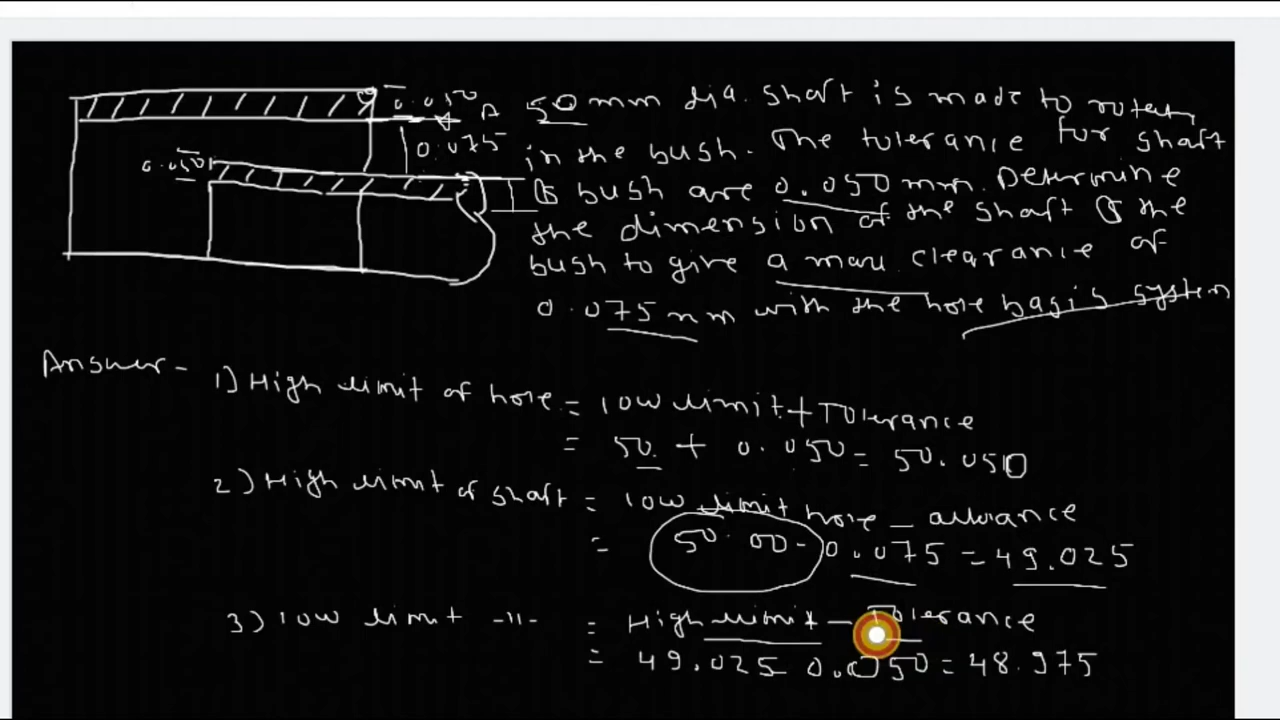 0.050
0.075
0.050
A 50 mm dia. shaft is made to rotate
in the bush. The tolerance for shaft
& bush are 0.050 mm. Determine
the dimension of the shaft & the
bush to give a max clearance of
0.075 mm with the hole basis system
Answer -
1) High limit of hole = low limit + Tolerance
= 50 + 0.050 = 50.050
2) High limit of shaft = low limit hole - allowance
= 50.00 - 0.075 = 49.025
3) low limit -11- = High limit - Tolerance
= 49.025 0.050 = 48.975